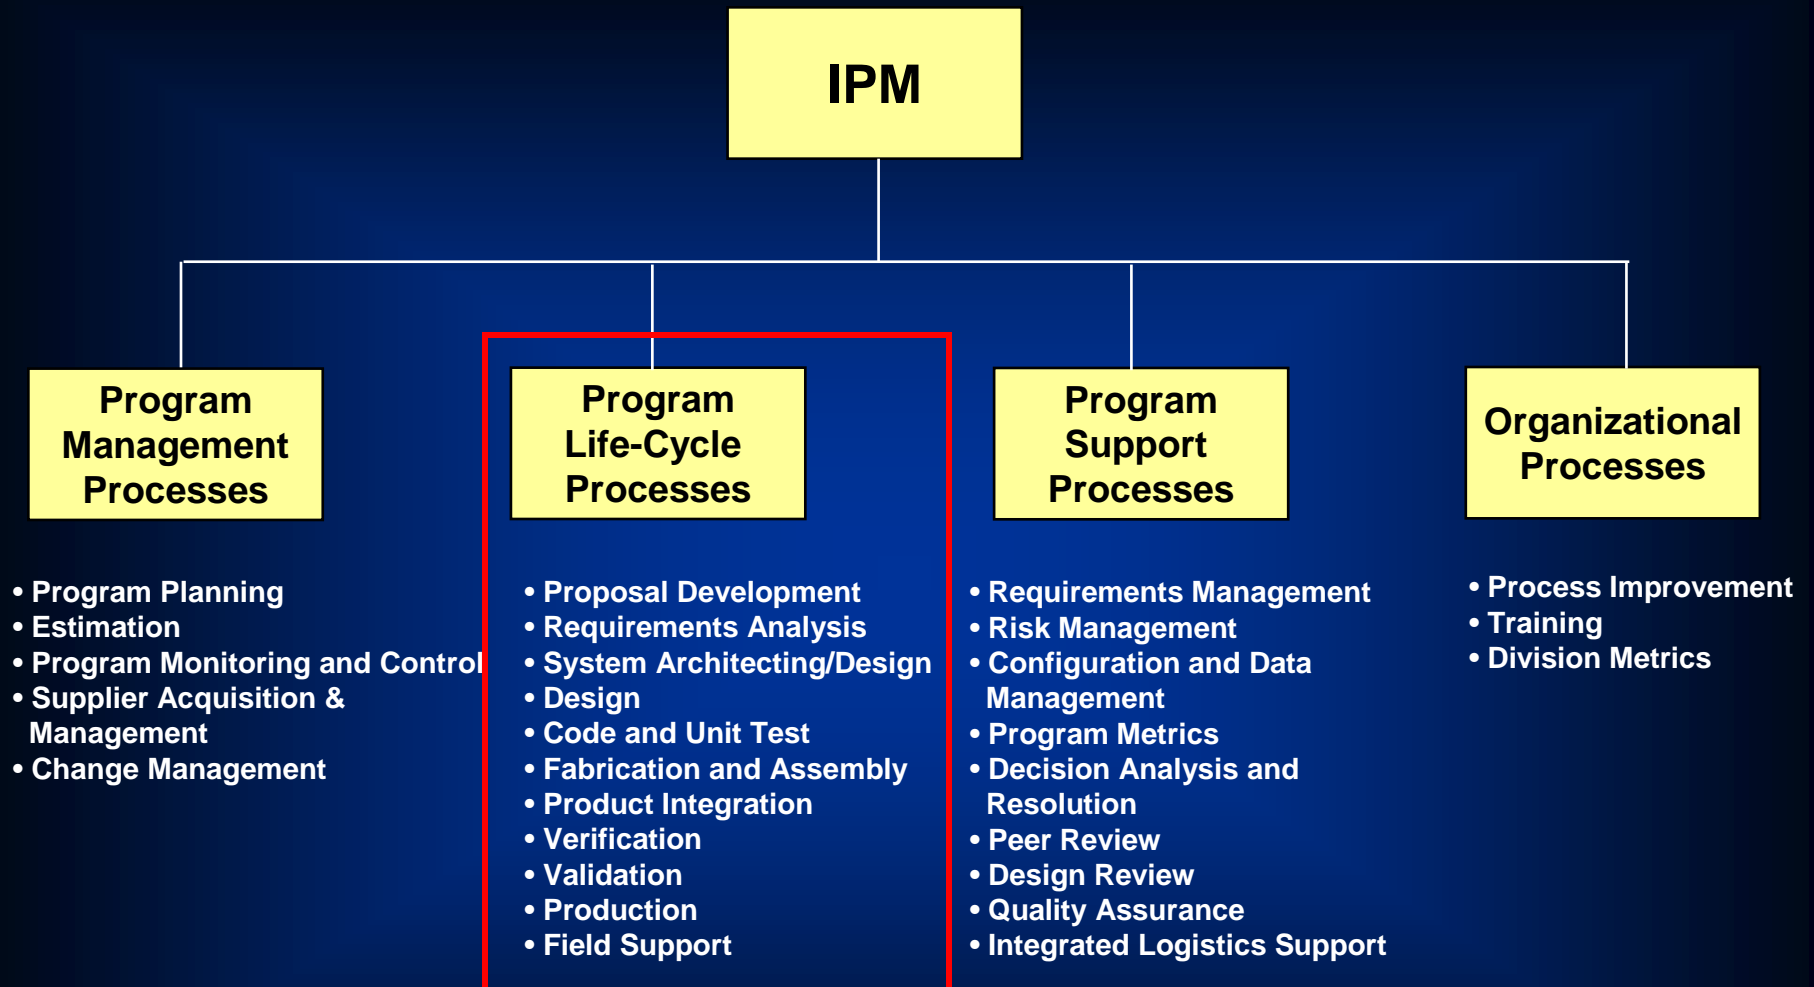 IPM
Program
Management
Processes
• Program Planning
• Estimation
• Program Monitoring and Control
• Supplier Acquisition &
Management
• Change Management
Program
Life-Cycle
Processes
• Proposal Development
• Requirements Analysis
• System Architecting/Design
• Design
• Code and Unit Test
• Fabrication and Assembly
• Product Integration
• Verification
• Validation
• Production
• Field Support
Program
Support
Processes
• Requirements Management
• Risk Management
• Configuration and Data
Management
• Program Metrics
• Decision Analysis and
Resolution
• Peer Review
• Design Review
• Quality Assurance
• Integrated Logistics Support
Organizational
Processes
• Process Improvement
• Training
• Division Metrics